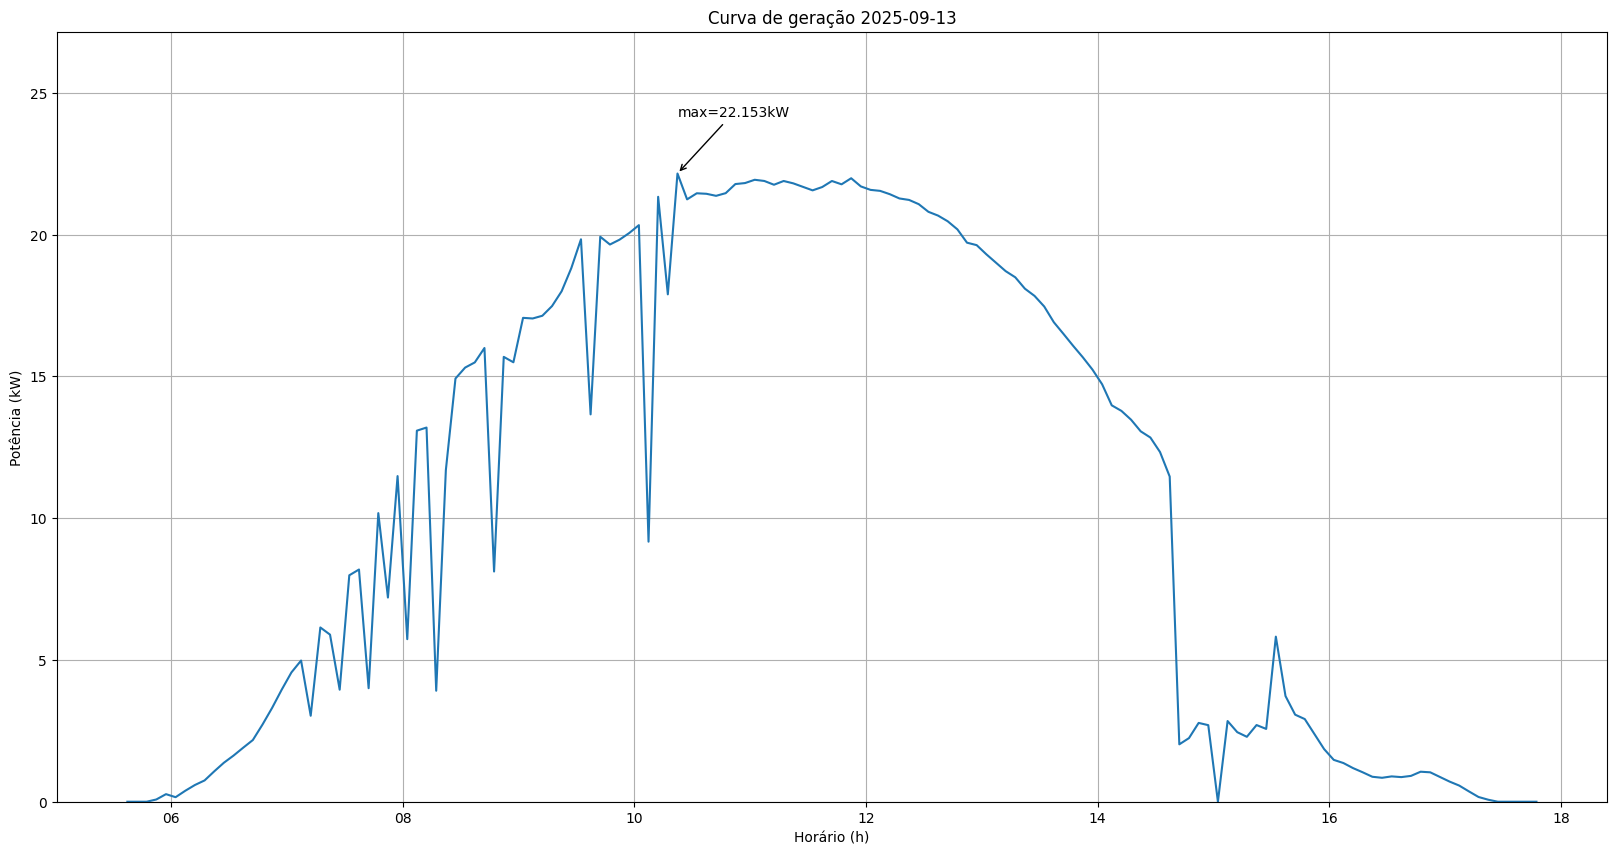 Curva de geração 2025-09-13
25
max=22.153kW
20
15
Potência (kW)
10
5
0
06 08 10 12 14 16 18
Horário (h)